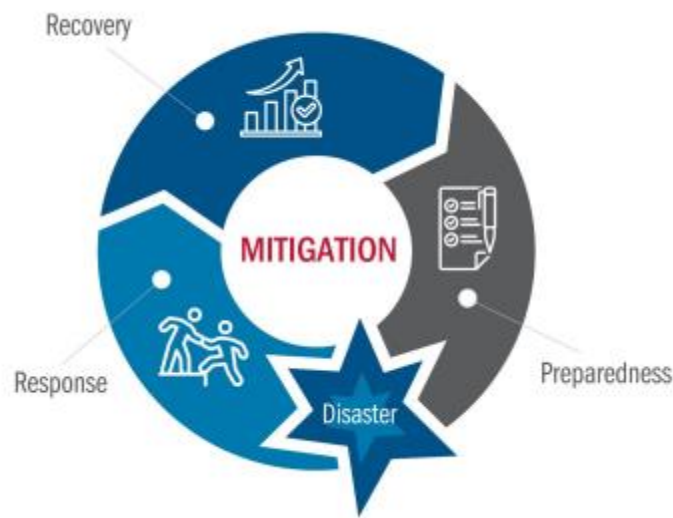 Recovery
MITIGATION
Preparedness
Response
Disaster